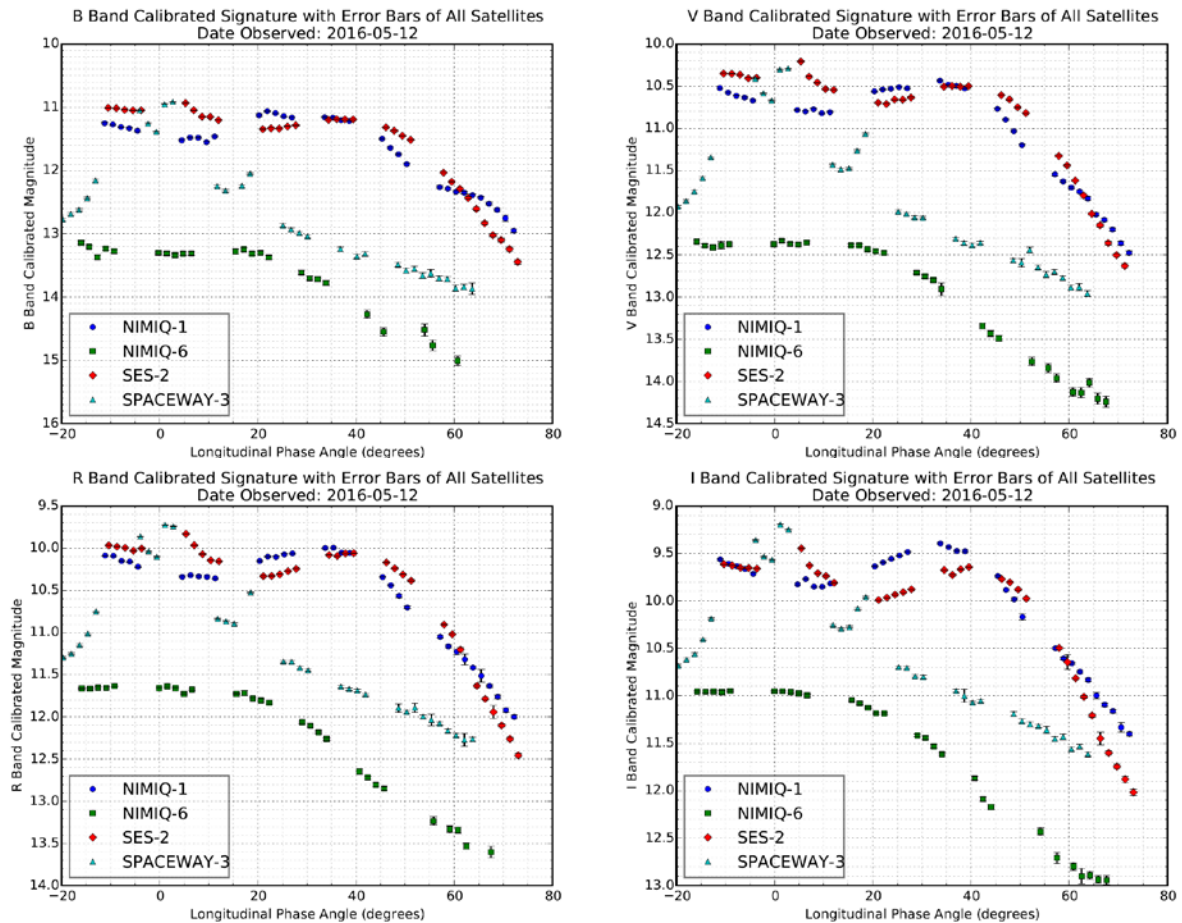 B Band Calibrated Signature with Error Bars of All Satellites
Date Observed: 2016-05-12
10
11
12
13
14
15
16
B Band Calibrated Magnitude
NIMIQ-1
NIMIQ-6
SES-2
SPACEWAY-3
-20 0 20 40 60 80
Longitudinal Phase Angle (degrees)
V Band Calibrated Signature with Error Bars of All Satellites
Date Observed: 2016-05-12
10.0
10.5
11.0
11.5
12.0
12.5
13.0
13.5
14.0
14.5
V Band Calibrated Magnitude
NIMIQ-1
NIMIQ-6
SES-2
SPACEWAY-3
-20 0 20 40 60 80
Longitudinal Phase Angle (degrees)
R Band Calibrated Signature with Error Bars of All Satellites
Date Observed: 2016-05-12
9.5
10.0
10.5
11.0
11.5
12.0
12.5
13.0
13.5
14.0
R Band Calibrated Magnitude
NIMIQ-1
NIMIQ-6
SES-2
SPACEWAY-3
-20 0 20 40 60 80
Longitudinal Phase Angle (degrees)
I Band Calibrated Signature with Error Bars of All Satellites
Date Observed: 2016-05-12
9.0
9.5
10.0
10.5
11.0
11.5
12.0
12.5
13.0
I Band Calibrated Magnitude
NIMIQ-1
NIMIQ-6
SES-2
SPACEWAY-3
-20 0 20 40 60 80
Longitudinal Phase Angle (degrees)